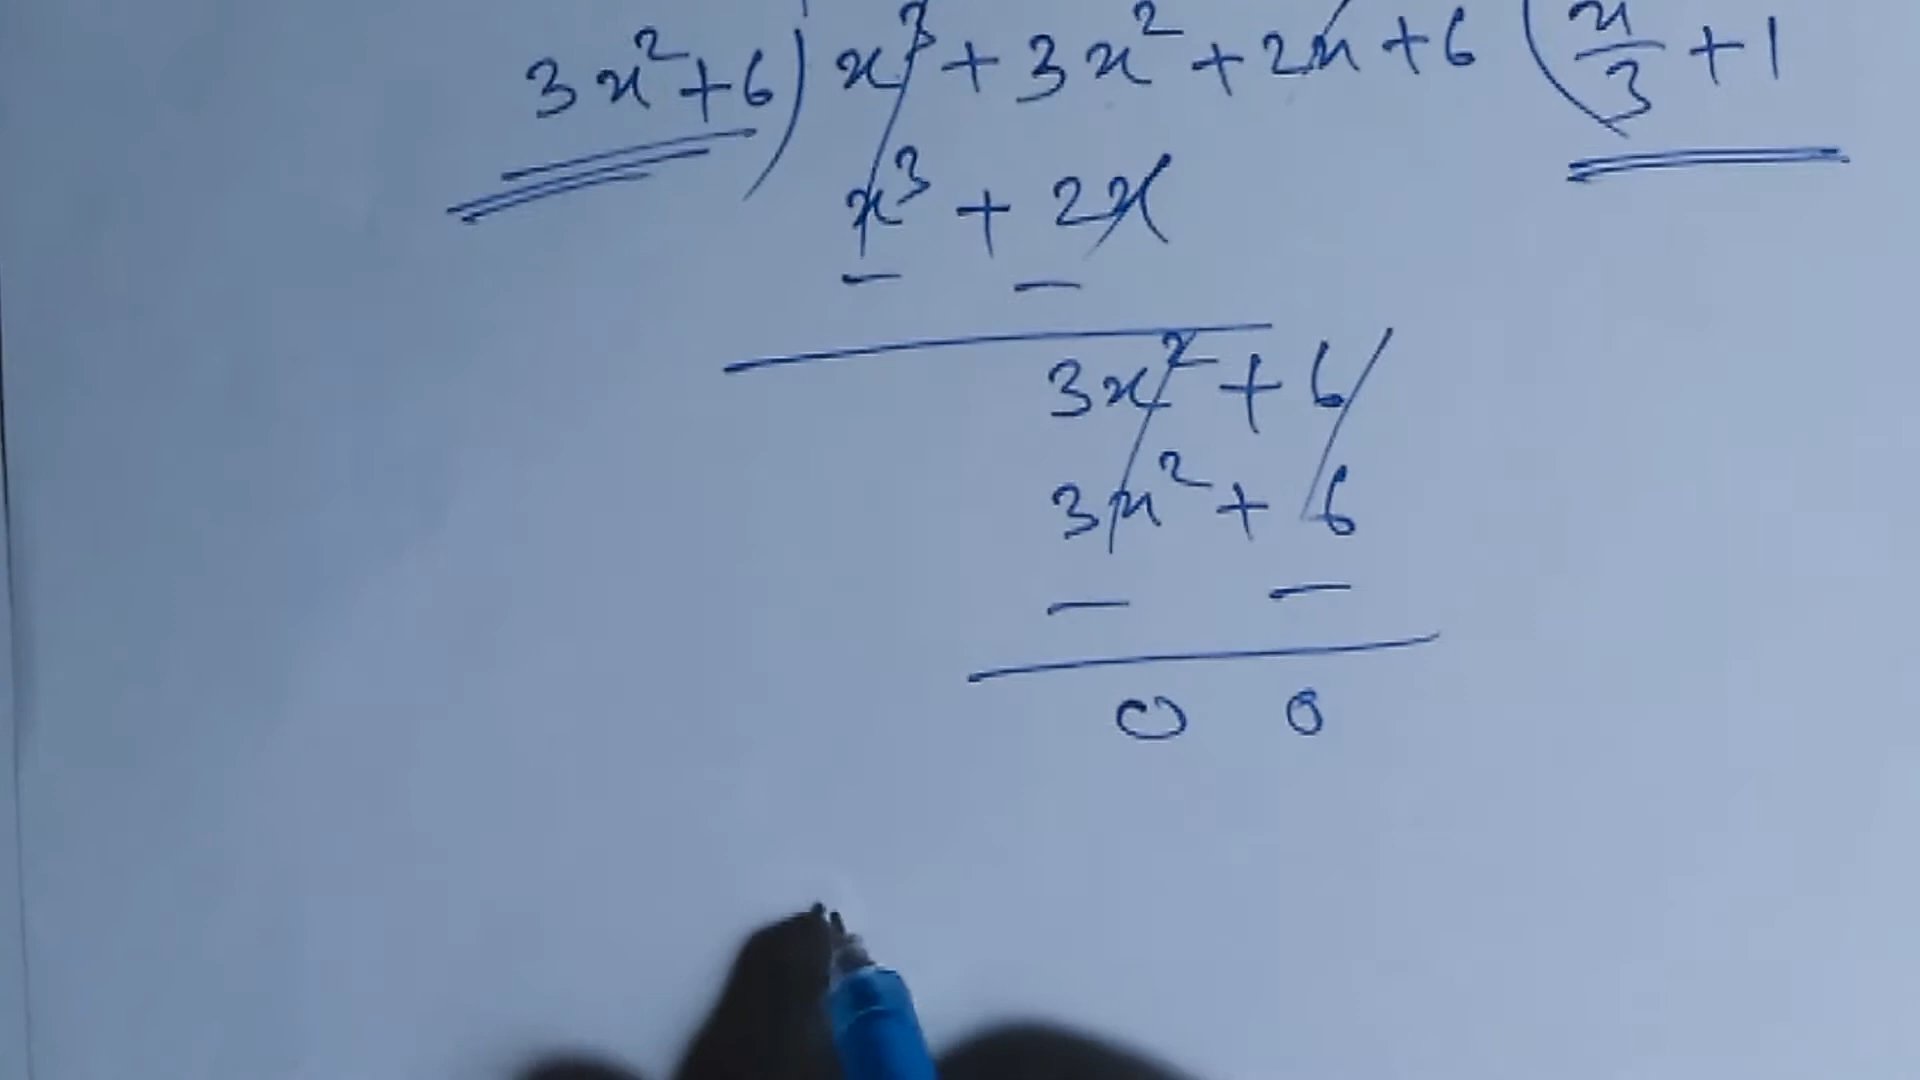 3x²+6) x³ + 3x² + 2x + 6 (x/3 + 1
x³ + 2x
— —
3x² + 6
3x² + 6
— —
0 0